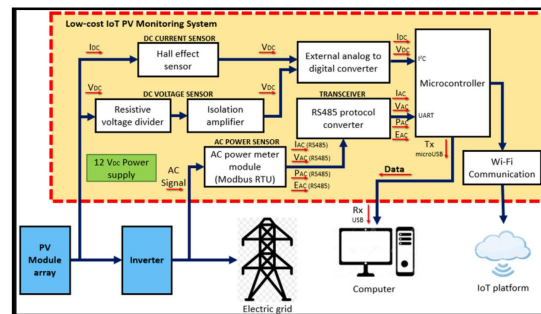 Low-cost IoT PV Monitoring System
DC CURRENT SENSOR
IDC
Hall effect
sensor
VDC
External analog to
digital converter
IDC
VDC
I²C
Microcontroller
DC VOLTAGE SENSOR
VDC
Resistive
voltage divider
Isolation
amplifier
VDC
TRANSCEIVER
RS485 protocol
converter
IAC
VAC
UART
PAC
EAC
AC POWER SENSOR
12 VDC Power
supply
AC
Signal
AC power meter
module
(Modbus RTU)
IAC (RS485)
VAC (RS485)
PAC (RS485)
EAC (RS485)
Tx
microUSB
Data
Wi-Fi
Communication
Rx
USB
PV
Module
array
Inverter
Electric grid
Computer
IoT platform